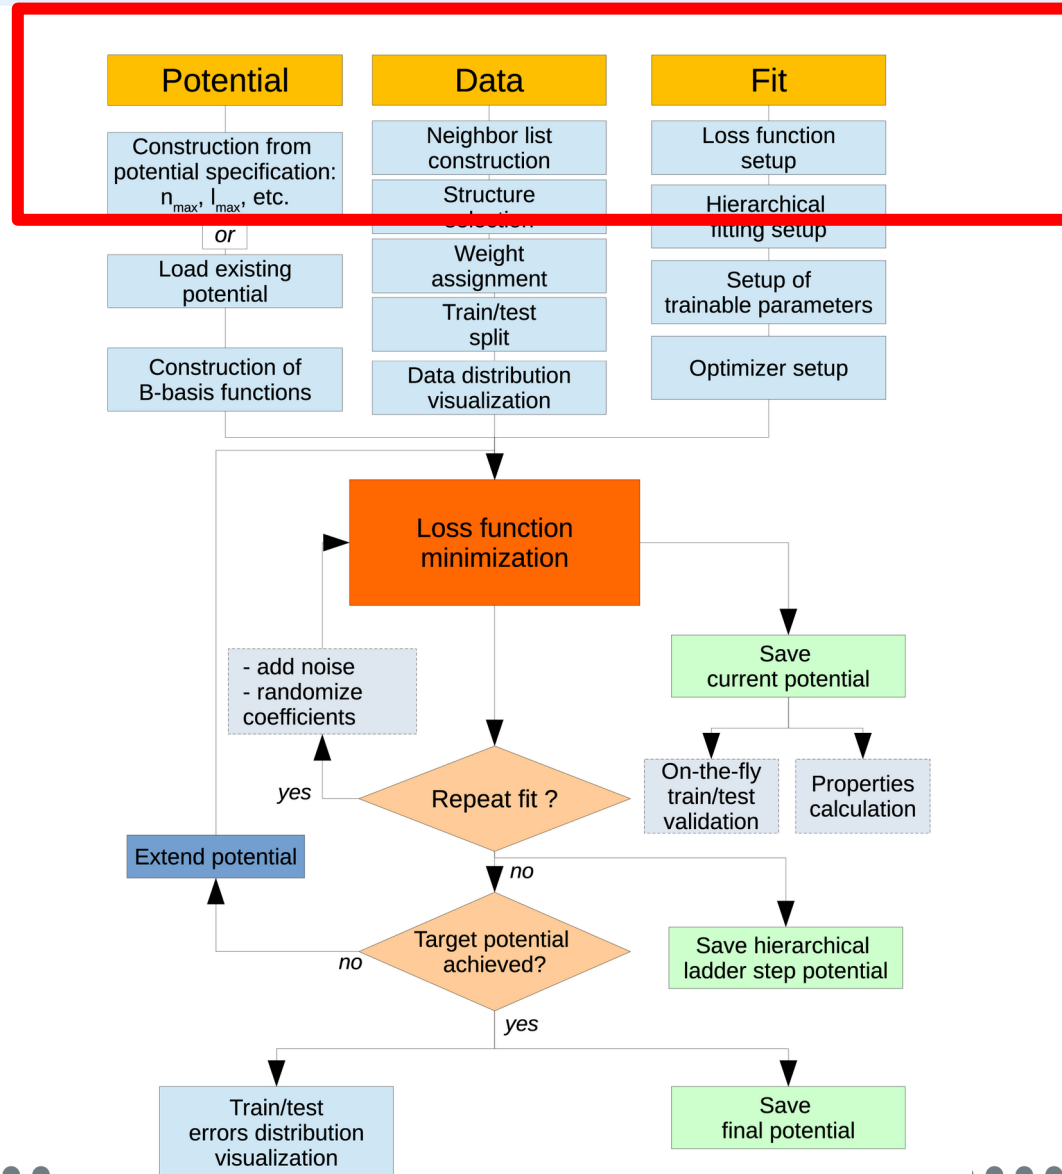 Potential
Data
Fit
Construction from
potential specification:
nmax, lmax, etc.
or
Load existing
potential
Construction of
B-basis functions
Neighbor list
construction
Structure
selection
Weight
assignment
Train/test
split
Data distribution
visualization
Loss function
setup
Hierarchical
fitting setup
Setup of
trainable parameters
Optimizer setup
Loss function
minimization
- add noise
- randomize
coefficients
Save
current potential
On-the-fly
train/test
validation
Properties
calculation
yes
Repeat fit ?
Extend potential
no
Target potential
achieved?
no
Save hierarchical
ladder step potential
yes
Train/test
errors distribution
visualization
Save
final potential